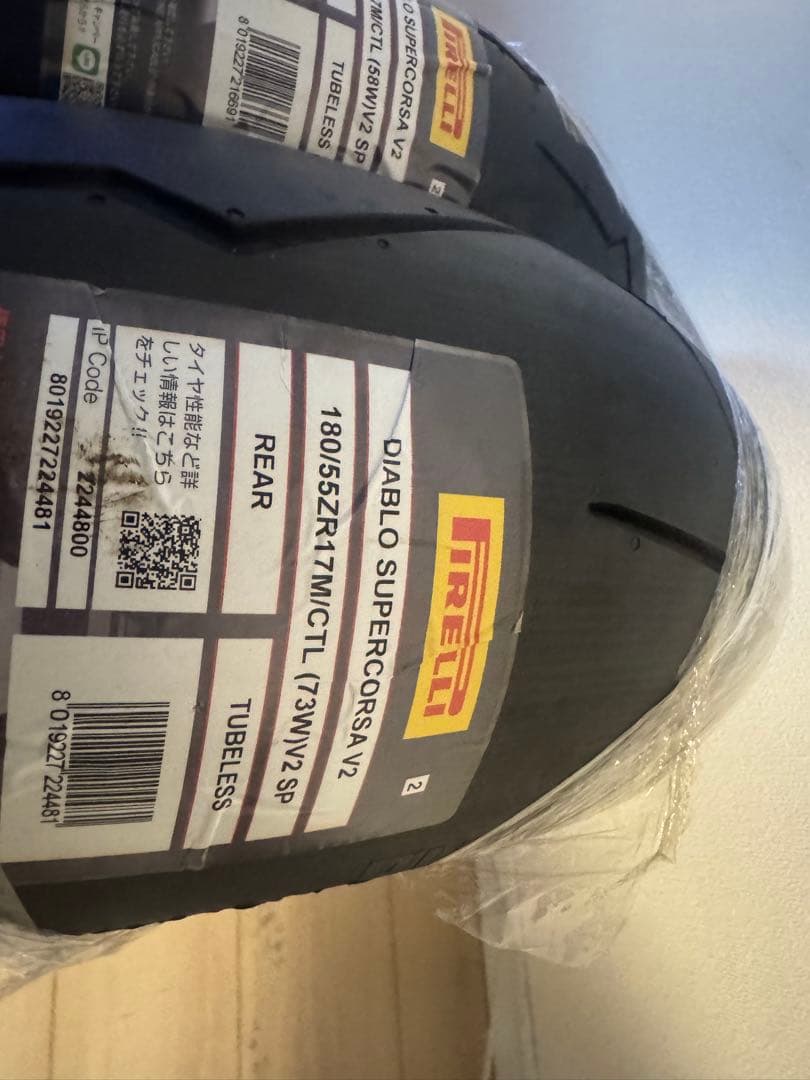 PIRELLI
O SUPERCORSA V2
7M/CTL (58W)V2 SP
TUBELESS
8 019227 216691
PIRELLI
2
DIABLO SUPERCORSA V2
180/55ZR17M/CTL (73W)V2 SP
REAR
TUBELESS
タイヤ性能など詳
しい情報はこちら
をチェック!!
IP Code
2244800
8019227224481
8 019227 224481